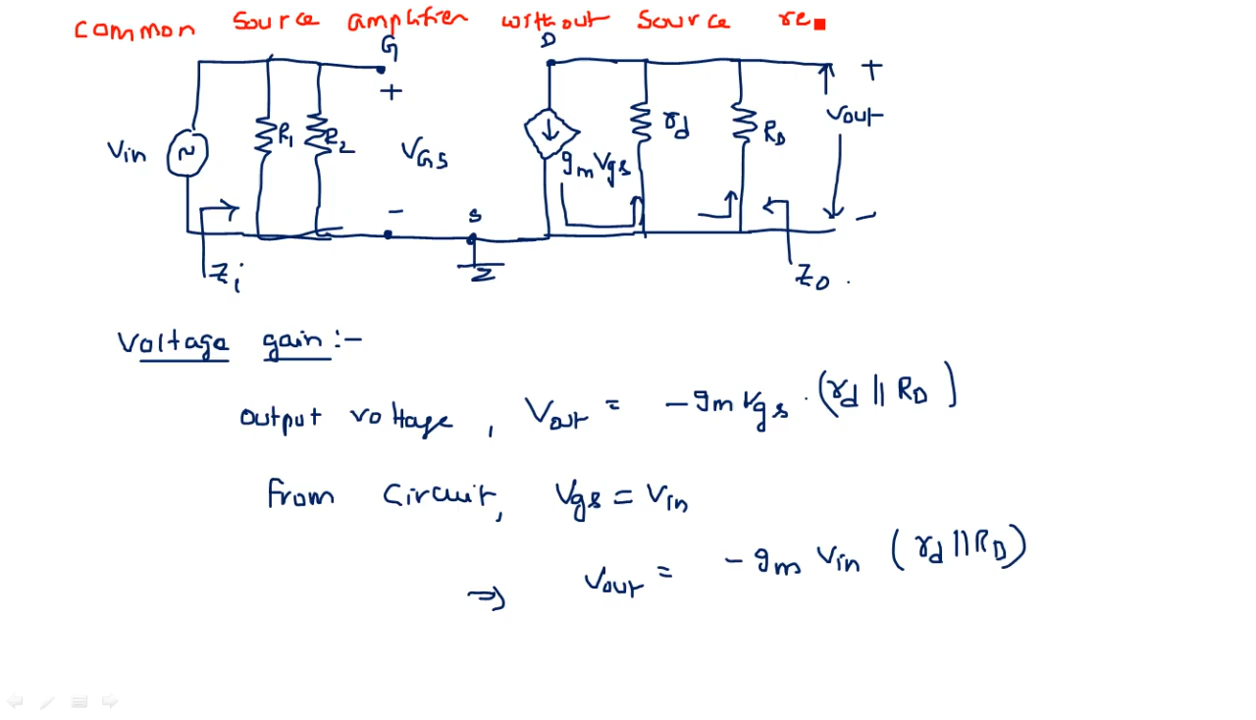 common source amplifier without source re
G D
+ +
Vin R1 R2 VGS gmVgs rd RD Vout
- S -
Zi Zo
Voltage gain :-
output voltage, Vout = -gm Vgs . (rd || RD)
From circuit, Vgs = Vin
⇒ Vout = -gm Vin (rd || RD)